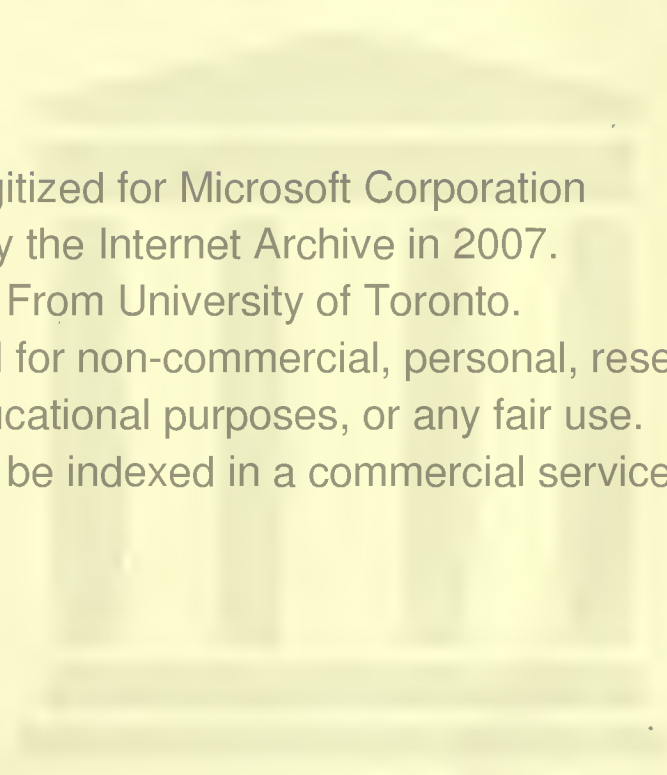 gitized for Microsoft Corporation
y the Internet Archive in 2007.
From University of Toronto.
l for non-commercial, personal, rese
ucational purposes, or any fair use.
be indexed in a commercial service